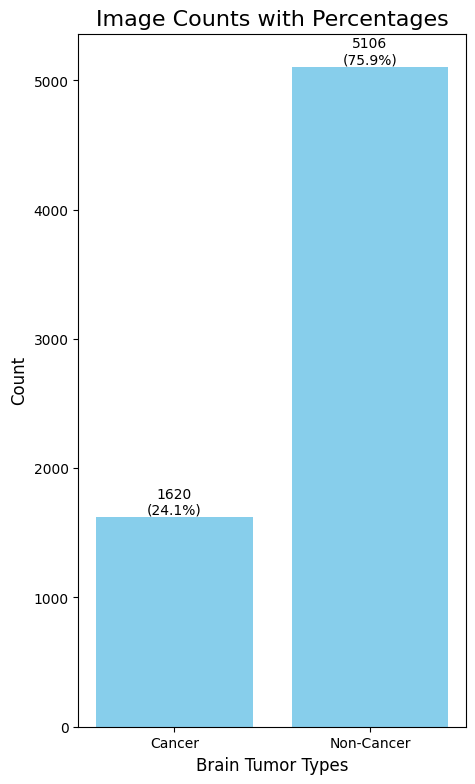 Image Counts with Percentages
5106
(75.9%)
5000
4000
3000
2000
1000
0
Count
1620
(24.1%)
Cancer
Non-Cancer
Brain Tumor Types